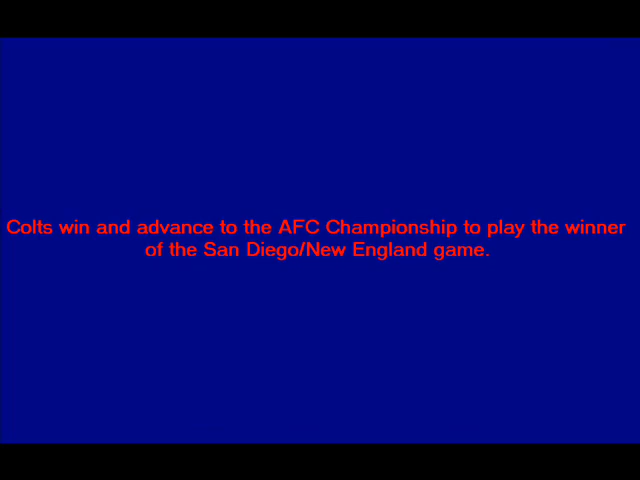 Colts win and advance to the AFC Championship to play the winner
of the San Diego/New England game.